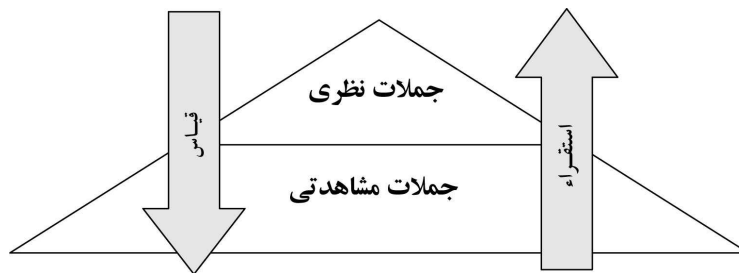 جملات نظری
جملات مشاهدتی
قیاس
استقراء